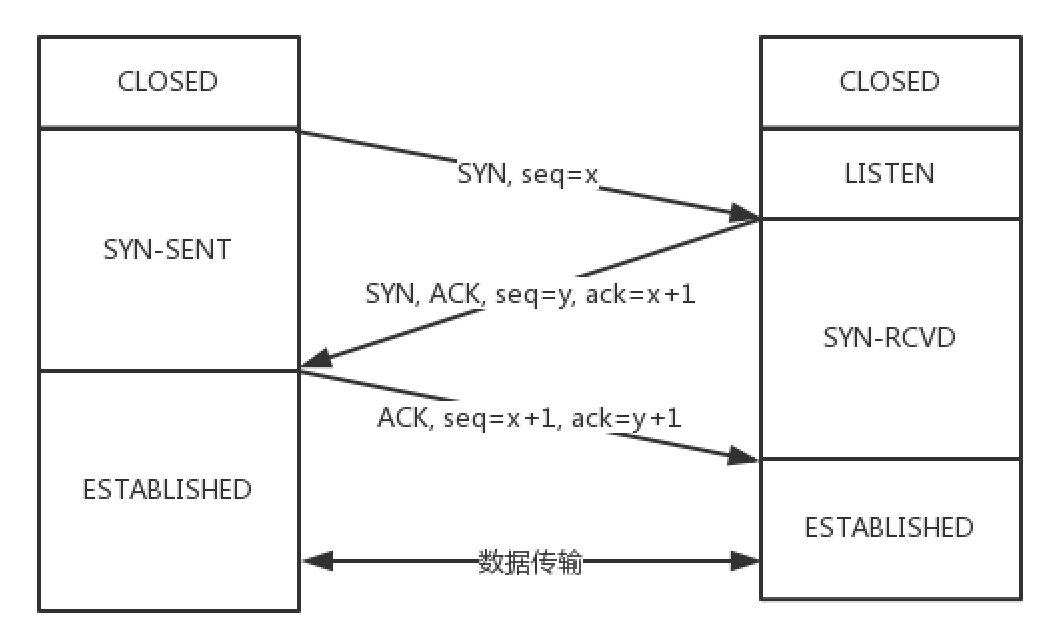 CLOSED
CLOSED
SYN, seq=x
LISTEN
SYN-SENT
SYN, ACK, seq=y, ack=x+1
SYN-RCVD
ACK, seq=x+1, ack=y+1
ESTABLISHED
ESTABLISHED
数据传输